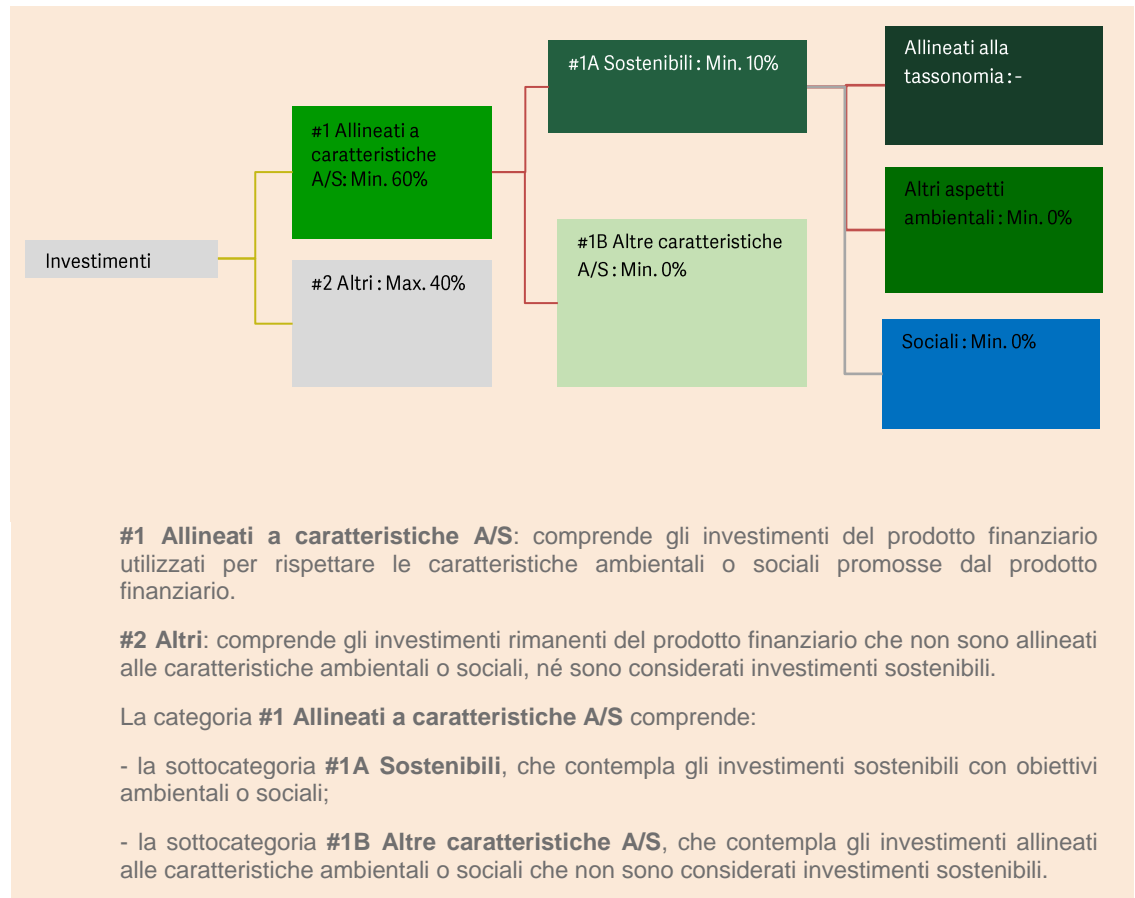 Investimenti
#1 Allineati a
caratteristiche
A/S: Min. 60%
#2 Altri : Max. 40%
#1A Sostenibili : Min. 10%
#1B Altre caratteristiche
A/S : Min. 0%
Allineati alla
tassonomia : -
Altri aspetti
ambientali : Min. 0%
Sociali : Min. 0%
#1 Allineati a caratteristiche A/S: comprende gli investimenti del prodotto finanziario
utilizzati per rispettare le caratteristiche ambientali o sociali promosse dal prodotto
finanziario.
#2 Altri: comprende gli investimenti rimanenti del prodotto finanziario che non sono allineati
alle caratteristiche ambientali o sociali, né sono considerati investimenti sostenibili.
La categoria #1 Allineati a caratteristiche A/S comprende:
- la sottocategoria #1A Sostenibili, che contempla gli investimenti sostenibili con obiettivi
ambientali o sociali;
- la sottocategoria #1B Altre caratteristiche A/S, che contempla gli investimenti allineati
alle caratteristiche ambientali o sociali che non sono considerati investimenti sostenibili.